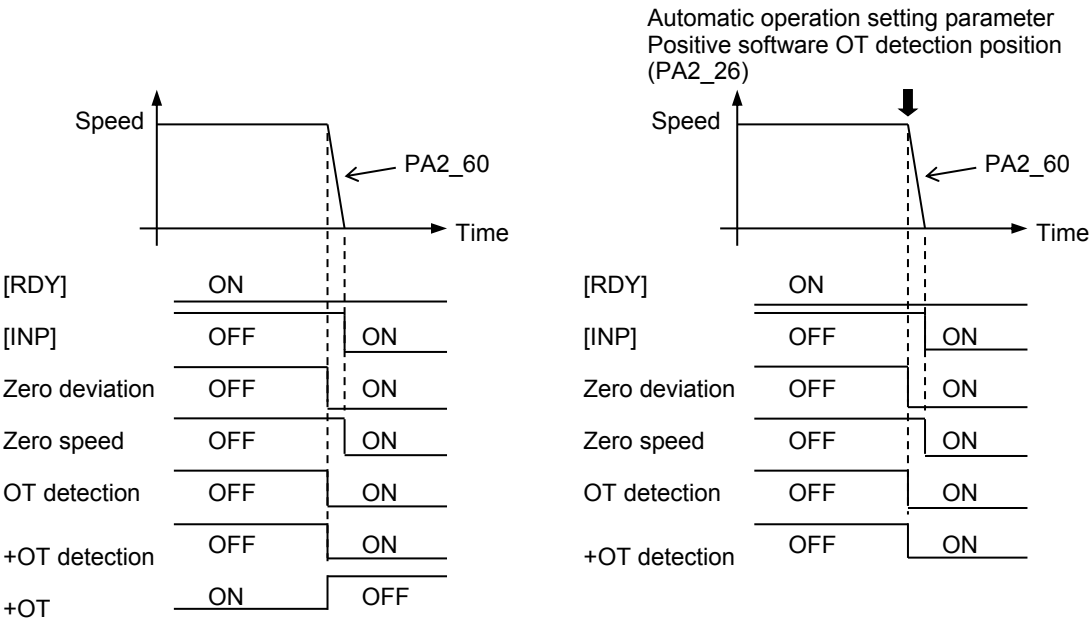 Automatic operation setting parameter
Positive software OT detection position
(PA2_26)
Speed
PA2_60
Time
[RDY] ON
[INP] OFF ON
Zero deviation OFF ON
Zero speed OFF ON
OT detection OFF ON
+OT detection OFF ON
+OT ON OFF
Speed
PA2_60
Time
[RDY] ON
[INP] OFF ON
Zero deviation OFF ON
Zero speed OFF ON
OT detection OFF ON
+OT detection OFF ON